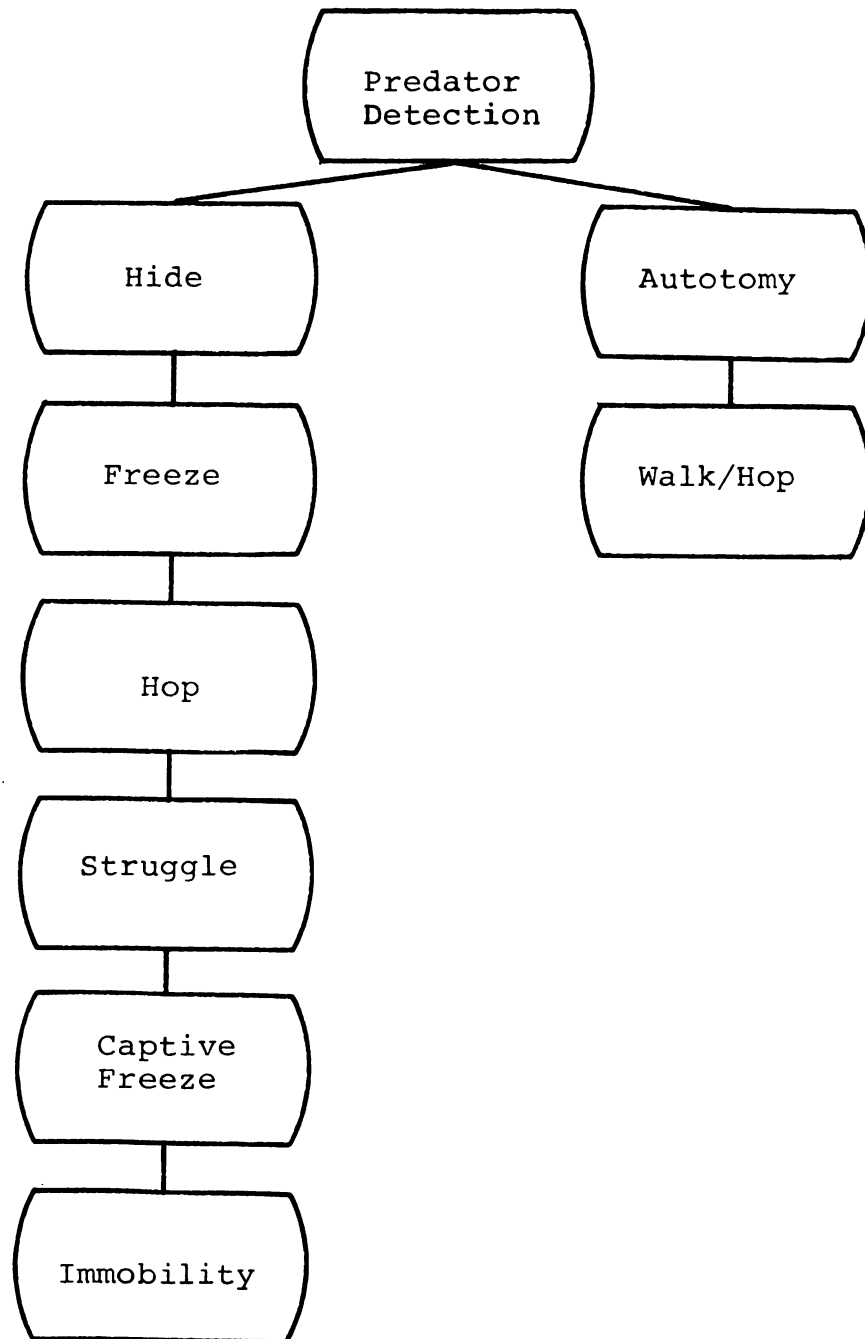 Predator
Detection
Hide
Autotomy
Freeze
Walk/Hop
Hop
Struggle
Captive
Freeze
Immobility